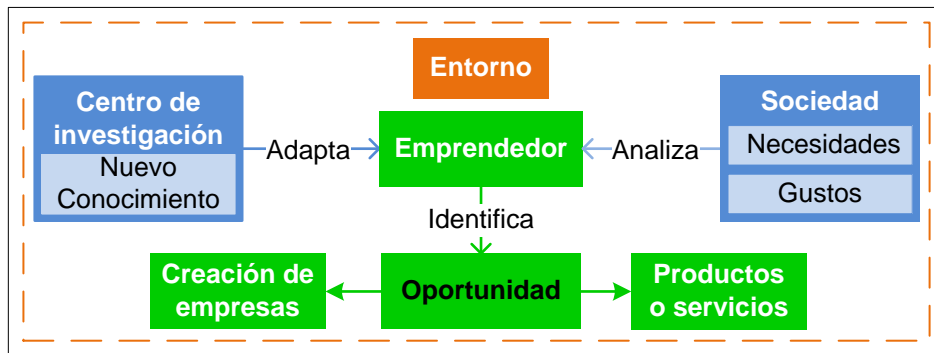 Entorno
Centro de
investigación
Nuevo
Conocimiento
Adapta
Emprendedor
Analiza
Sociedad
Necesidades
Gustos
Identifica
Creación de
empresas
Oportunidad
Productos
o servicios